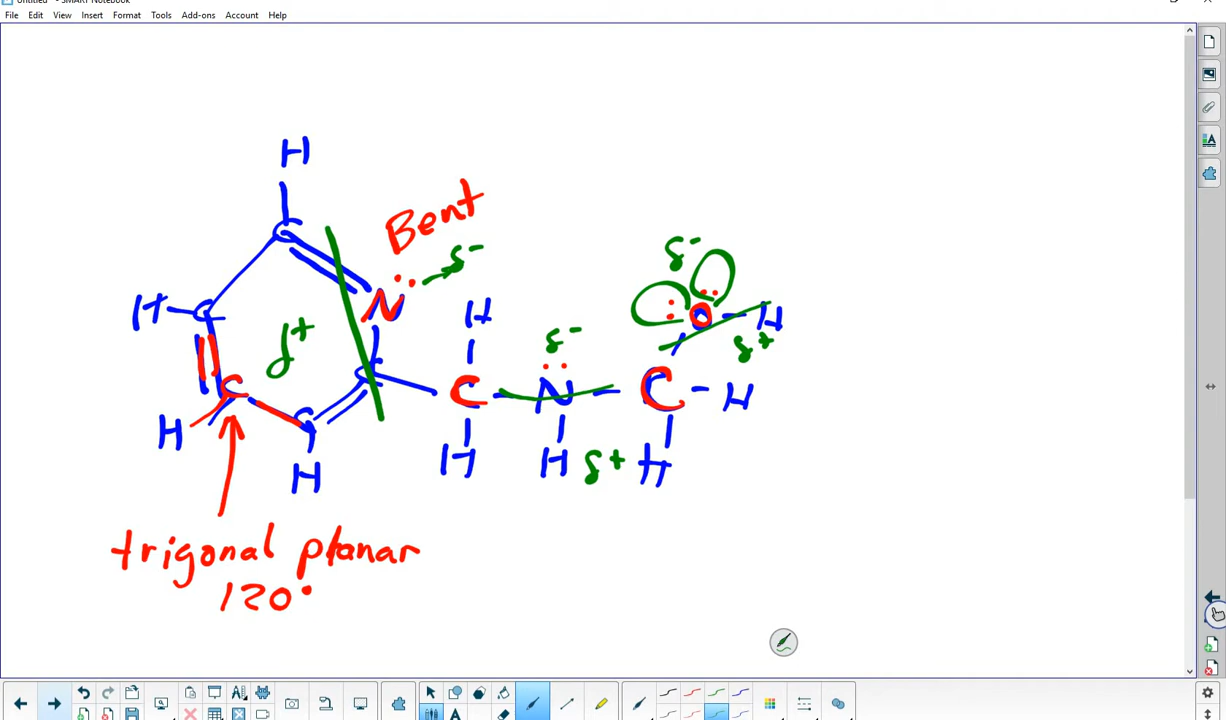 Untitled * - SMART Notebook
File Edit View Insert Format Tools Add-ons Account Help
H
Bent
C
δ-
δ-
N
H C
H
O - H
δ+
δ-
δ+
C
C
C - N - C - H
H
C
H
H
H δ+ H
trigonal planar
120°
A
A